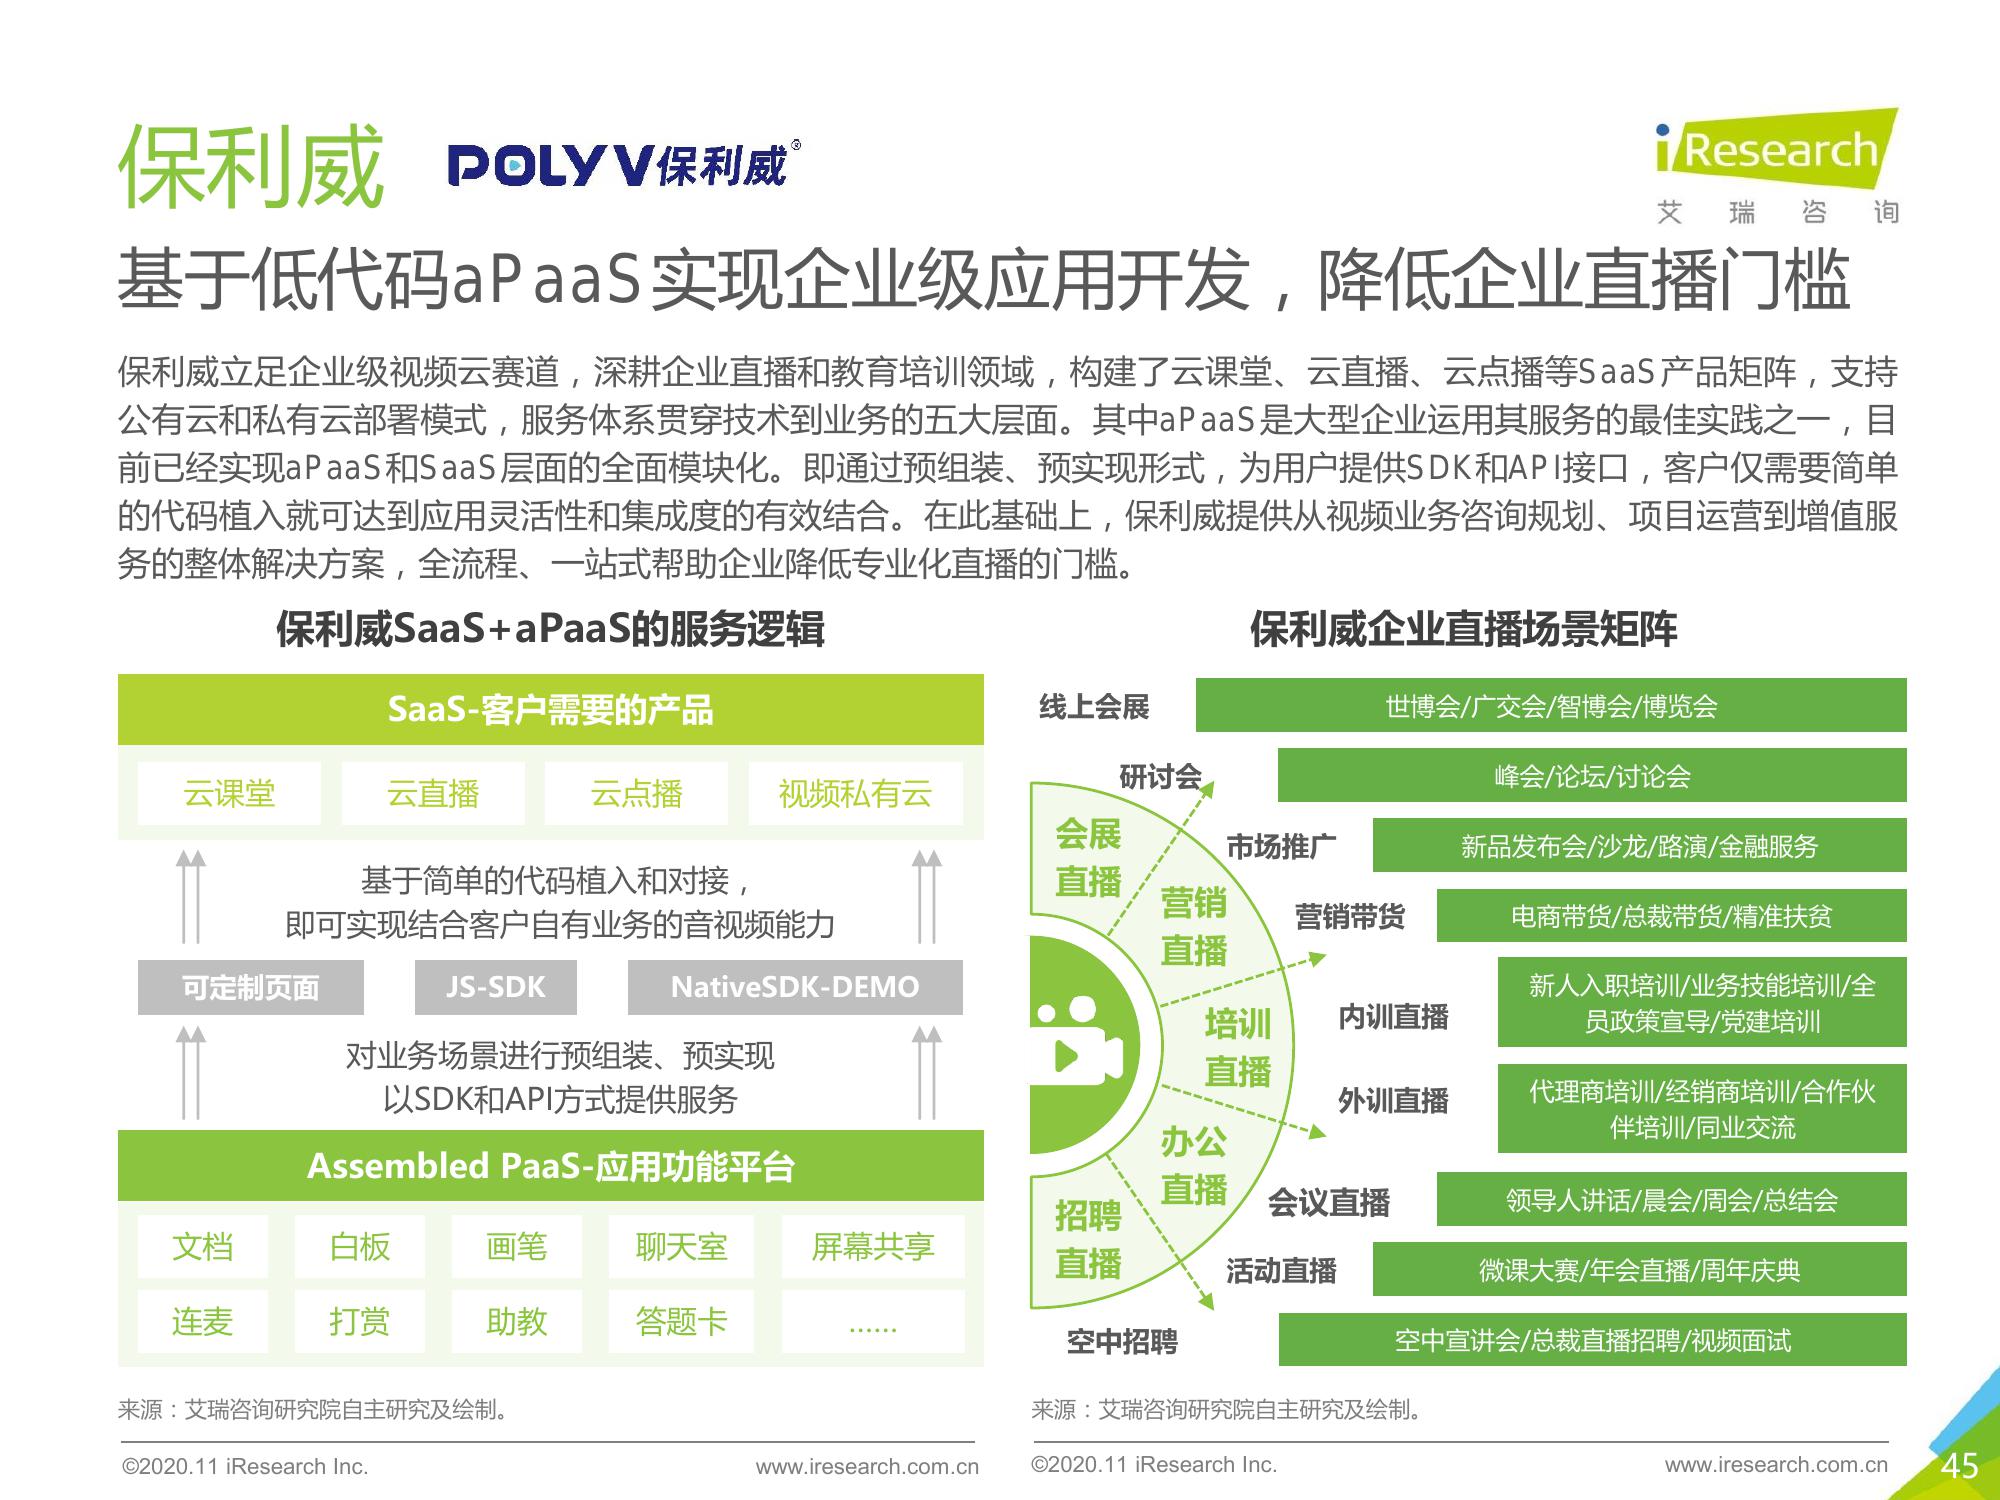 保利威
POLYV保利威®
iResearch
艾瑞咨询
基于低代码aPaaS实现企业级应用开发，降低企业直播门槛
保利威立足企业级视频云赛道，深耕企业直播和教育培训领域，构建了云课堂、云直播、云点播等SaaS产品矩阵，支持
公有云和私有云部署模式，服务体系贯穿技术到业务的五大层面。其中aPaaS是大型企业运用其服务的最佳实践之一，目
前已经实现aPaaS和SaaS层面的全面模块化。即通过预组装、预实现形式，为用户提供SDK和API接口，客户仅需要简单
的代码植入就可达到应用灵活性和集成度的有效结合。在此基础上，保利威提供从视频业务咨询规划、项目运营到增值服
务的整体解决方案，全流程、一站式帮助企业降低专业化直播的门槛。
保利威SaaS+aPaaS的服务逻辑
SaaS-客户需要的产品
云课堂
云直播
云点播
视频私有云
基于简单的代码植入和对接，
即可实现结合客户自有业务的音视频能力
可定制页面
JS-SDK
NativeSDK-DEMO
对业务场景进行预组装、预实现
以SDK和API方式提供服务
Assembled PaaS-应用功能平台
文档
白板
画笔
聊天室
屏幕共享
连麦
打赏
助教
答题卡
......
来源：艾瑞咨询研究院自主研究及绘制。
©2020.11 iResearch Inc.
www.iresearch.com.cn
保利威企业直播场景矩阵
线上会展
世博会/广交会/智博会/博览会
研讨会
峰会/论坛/讨论会
市场推广
新品发布会/沙龙/路演/金融服务
营销带货
电商带货/总裁带货/精准扶贫
内训直播
新人入职培训/业务技能培训/全
员政策宣导/党建培训
外训直播
代理商培训/经销商培训/合作伙
伴培训/同业交流
会议直播
领导人讲话/晨会/周会/总结会
活动直播
微课大赛/年会直播/周年庆典
空中招聘
空中宣讲会/总裁直播招聘/视频面试
会展
直播
营销
直播
培训
直播
办公
直播
招聘
直播
来源：艾瑞咨询研究院自主研究及绘制。
©2020.11 iResearch Inc.
www.iresearch.com.cn
45